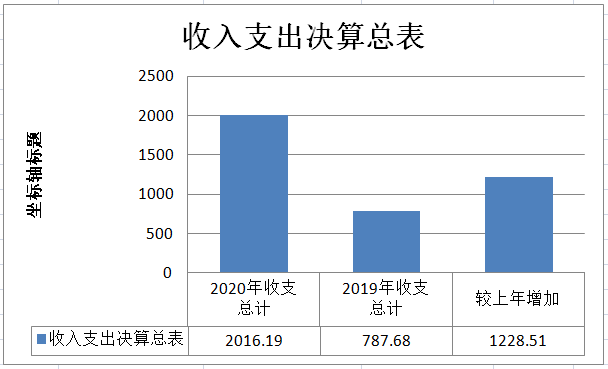 收入支出决算总表
坐标轴标题
2500
2000
1500
1000
500
0
2020年收支
总计
2019年收支
总计
较上年增加
收入支出决算总表 2016.19 787.68 1228.51